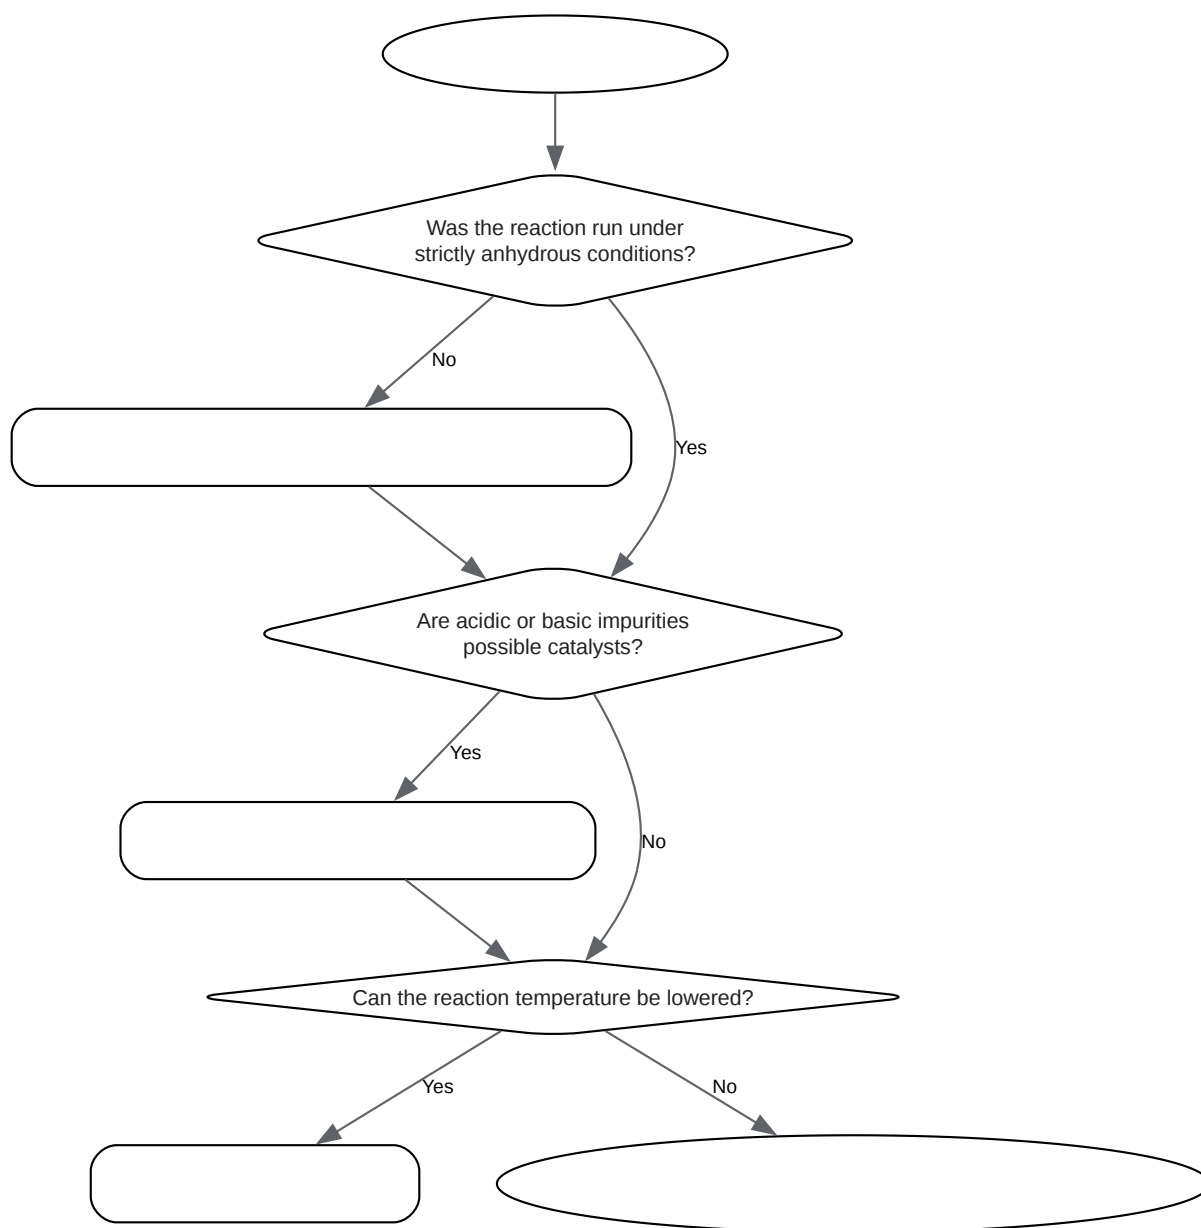 Was the reaction run under
strictly anhydrous conditions?
No
Yes
Are acidic or basic impurities
possible catalysts?
Yes
No
Can the reaction temperature be lowered?
Yes
No